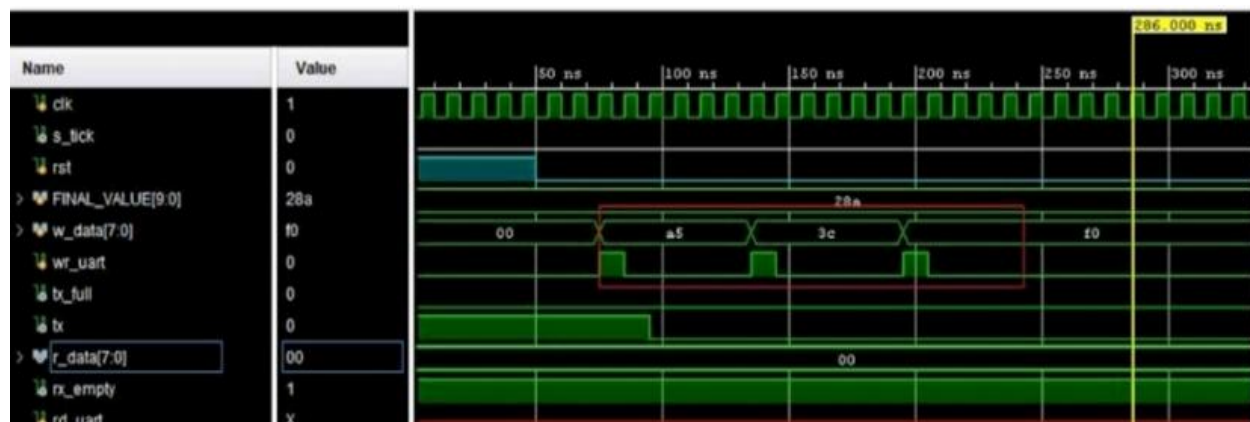 286.000 ns
Name Value
50 ns 100 ns 150 ns 200 ns 250 ns 300 ns
clk 1
s_tick 0
rst 0
FINAL_VALUE[9:0] 28a 28a
w_data[7:0] f0 00 a5 3c f0
wr_uart 0
tx_full 0
tx 0
r_data[7:0] 00 00
rx_empty 1
rd_uart X